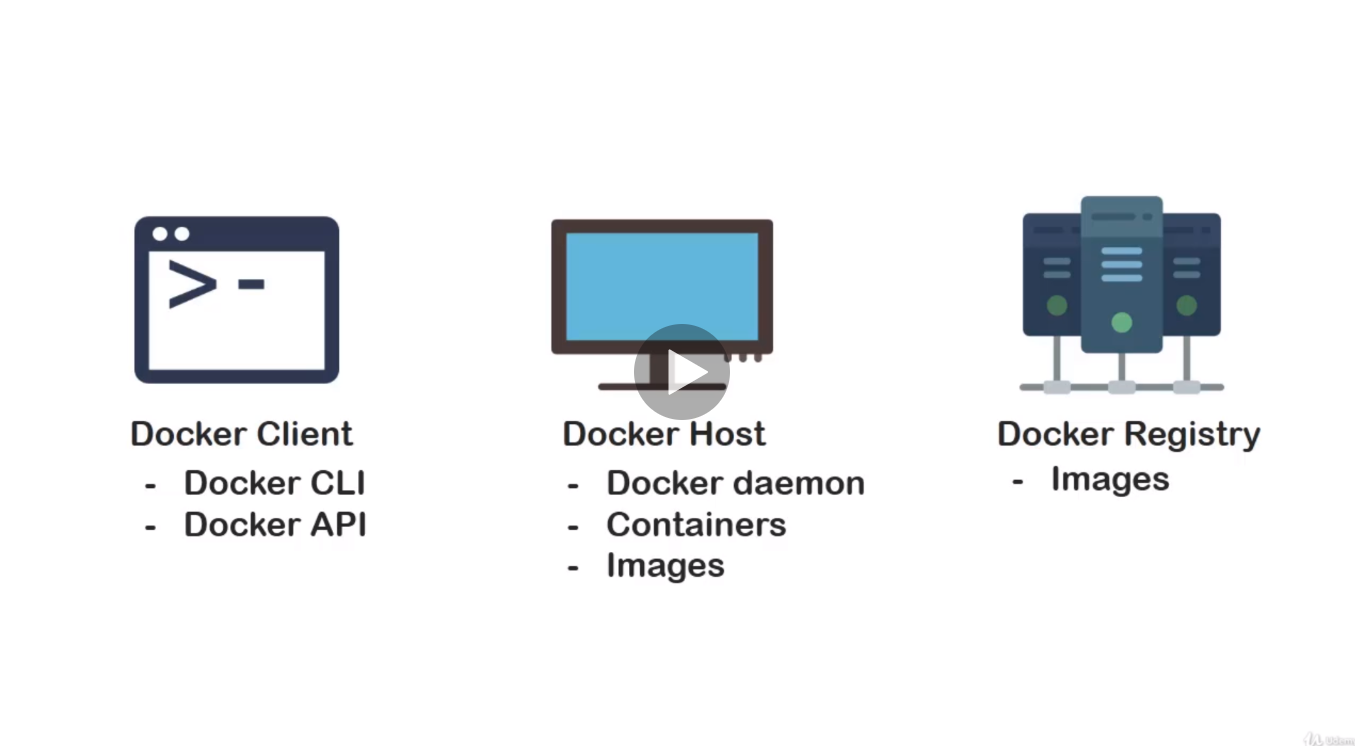 >-
Docker Client
- Docker CLI
- Docker API
Docker Host
- Docker daemon
- Containers
- Images
Docker Registry
- Images
Udemy